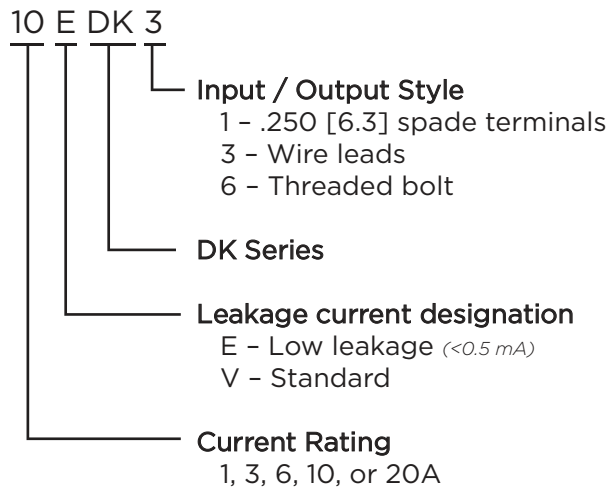 10 E DK 3
Input / Output Style
1 – .250 [6.3] spade terminals
3 – Wire leads
6 – Threaded bolt
DK Series
Leakage current designation
E – Low leakage (<0.5 mA)
V – Standard
Current Rating
1, 3, 6, 10, or 20A